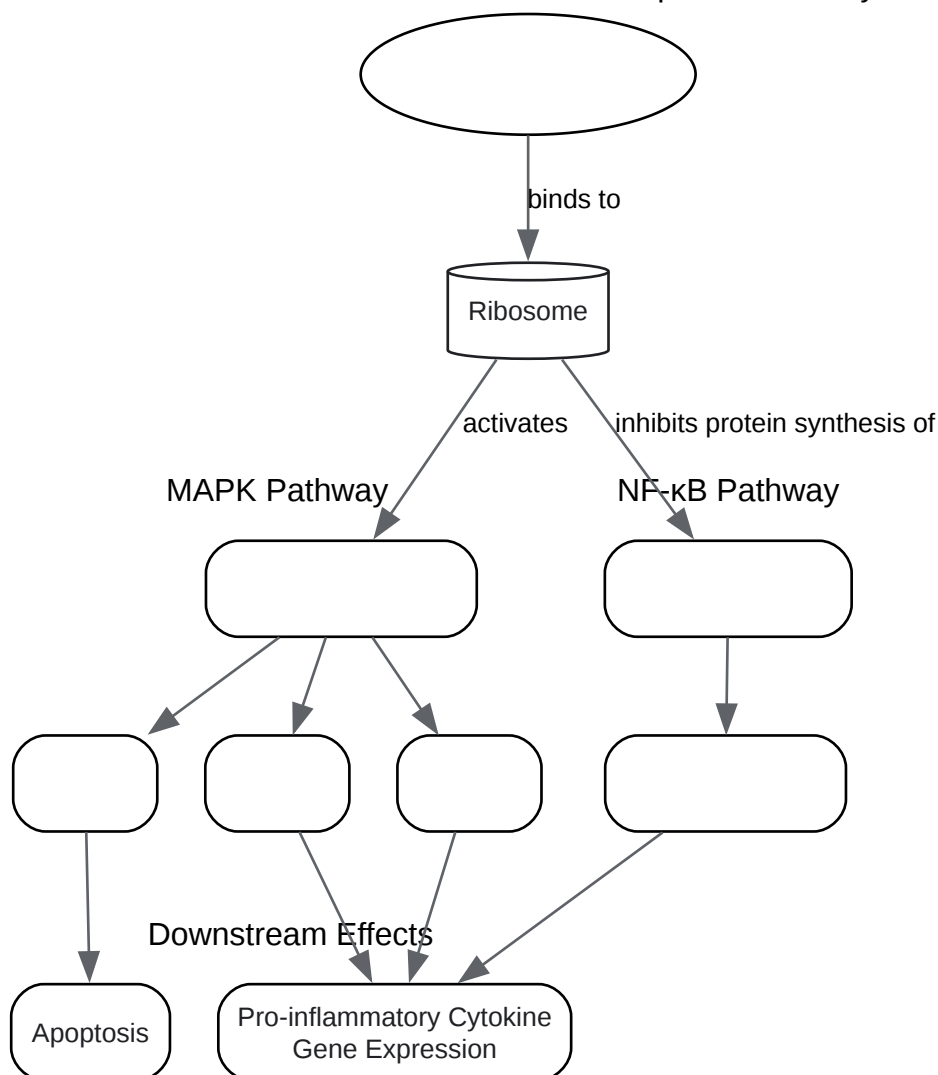 binds to
Ribosome
activates
inhibits protein synthesis of
MAPK Pathway
NF-κB Pathway
Downstream Effects
Apoptosis
Pro-inflammatory Cytokine
Gene Expression